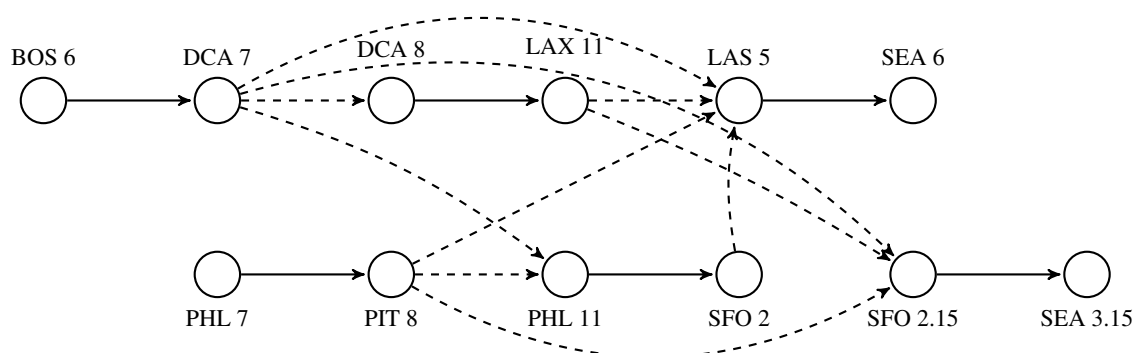 BOS 6
DCA 7
DCA 8
LAX 11
LAS 5
SEA 6
PHL 7
PIT 8
PHL 11
SFO 2
SFO 2.15
SEA 3.15